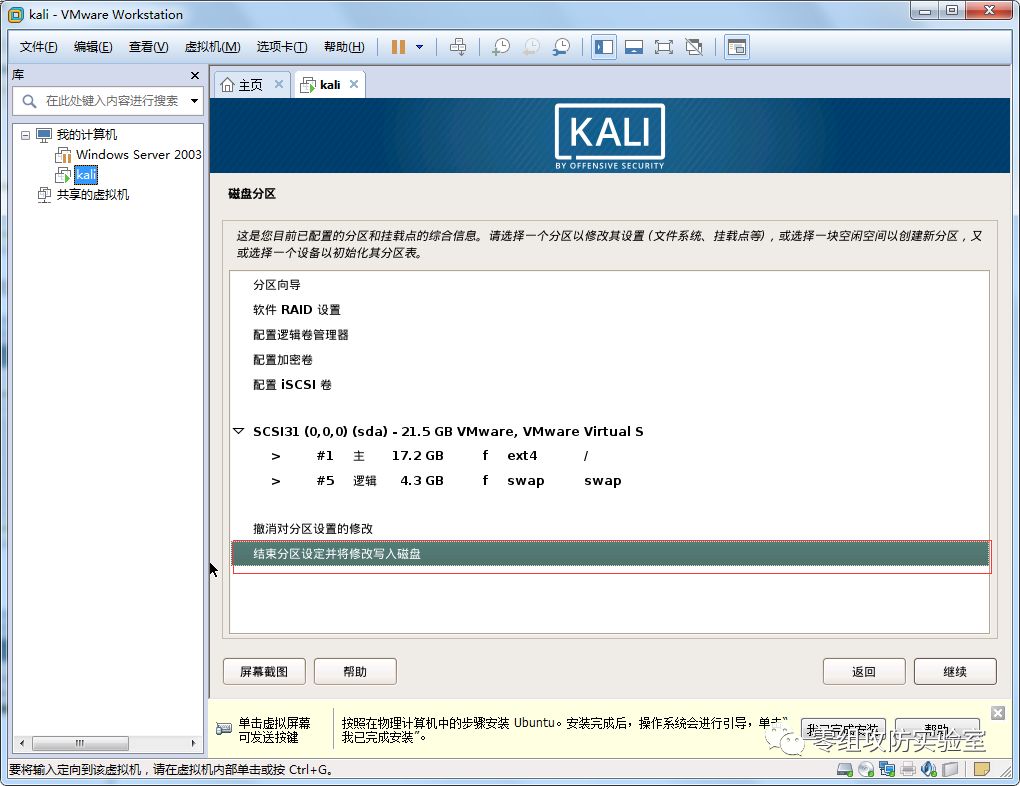 kali - VMware Workstation
文件(F) 编辑(E) 查看(V) 虚拟机(M) 选项卡(T) 帮助(H)
库
在此处键入内容进行搜索
我的计算机
Windows Server 2003
kali
共享的虚拟机
主页 kali
KALI
BY OFFENSIVE SECURITY
磁盘分区
这是您目前已配置的分区和挂载点的综合信息。请选择一个分区以修改其设置 (文件系统、挂载点等)，或选择一块空闲空间以创建新分区，又
或选择一个设备以初始化其分区表。
分区向导
软件 RAID 设置
配置逻辑卷管理器
配置加密卷
配置 iSCSI 卷
SCSI31 (0,0,0) (sda) - 21.5 GB VMware, VMware Virtual S
> #1 主 17.2 GB f ext4 /
> #5 逻辑 4.3 GB f swap swap
撤消对分区设置的修改
结束分区设定并将修改写入磁盘
屏幕截图 帮助 返回 继续
单击虚拟屏幕
可发送按键
按照在物理计算机中的步骤安装 Ubuntu。安装完成后，操作系统会进行引导，单击“
我已完成安装”。
我已完成安装 帮助
零组攻防实验室
要将输入定向到该虚拟机，请在虚拟机内部单击或按 Ctrl+G。